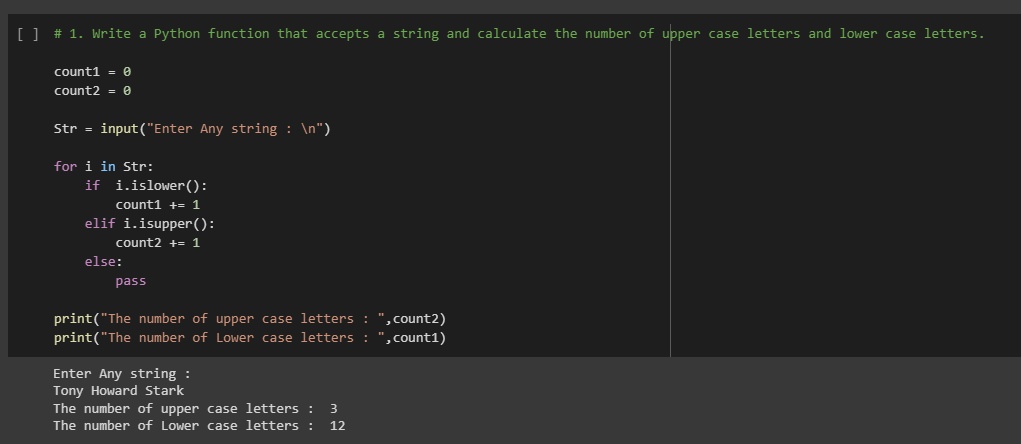 [ ] # 1. Write a Python function that accepts a string and calculate the number of upper case letters and lower case letters.
count1 = 0
count2 = 0
Str = input("Enter Any string : \n")
for i in Str:
    if  i.islower():
        count1 += 1
    elif i.isupper():
        count2 += 1
    else:
        pass
print("The number of upper case letters : ",count2)
print("The number of Lower case letters : ",count1)
Enter Any string :
Tony Howard Stark
The number of upper case letters :  3
The number of Lower case letters :  12